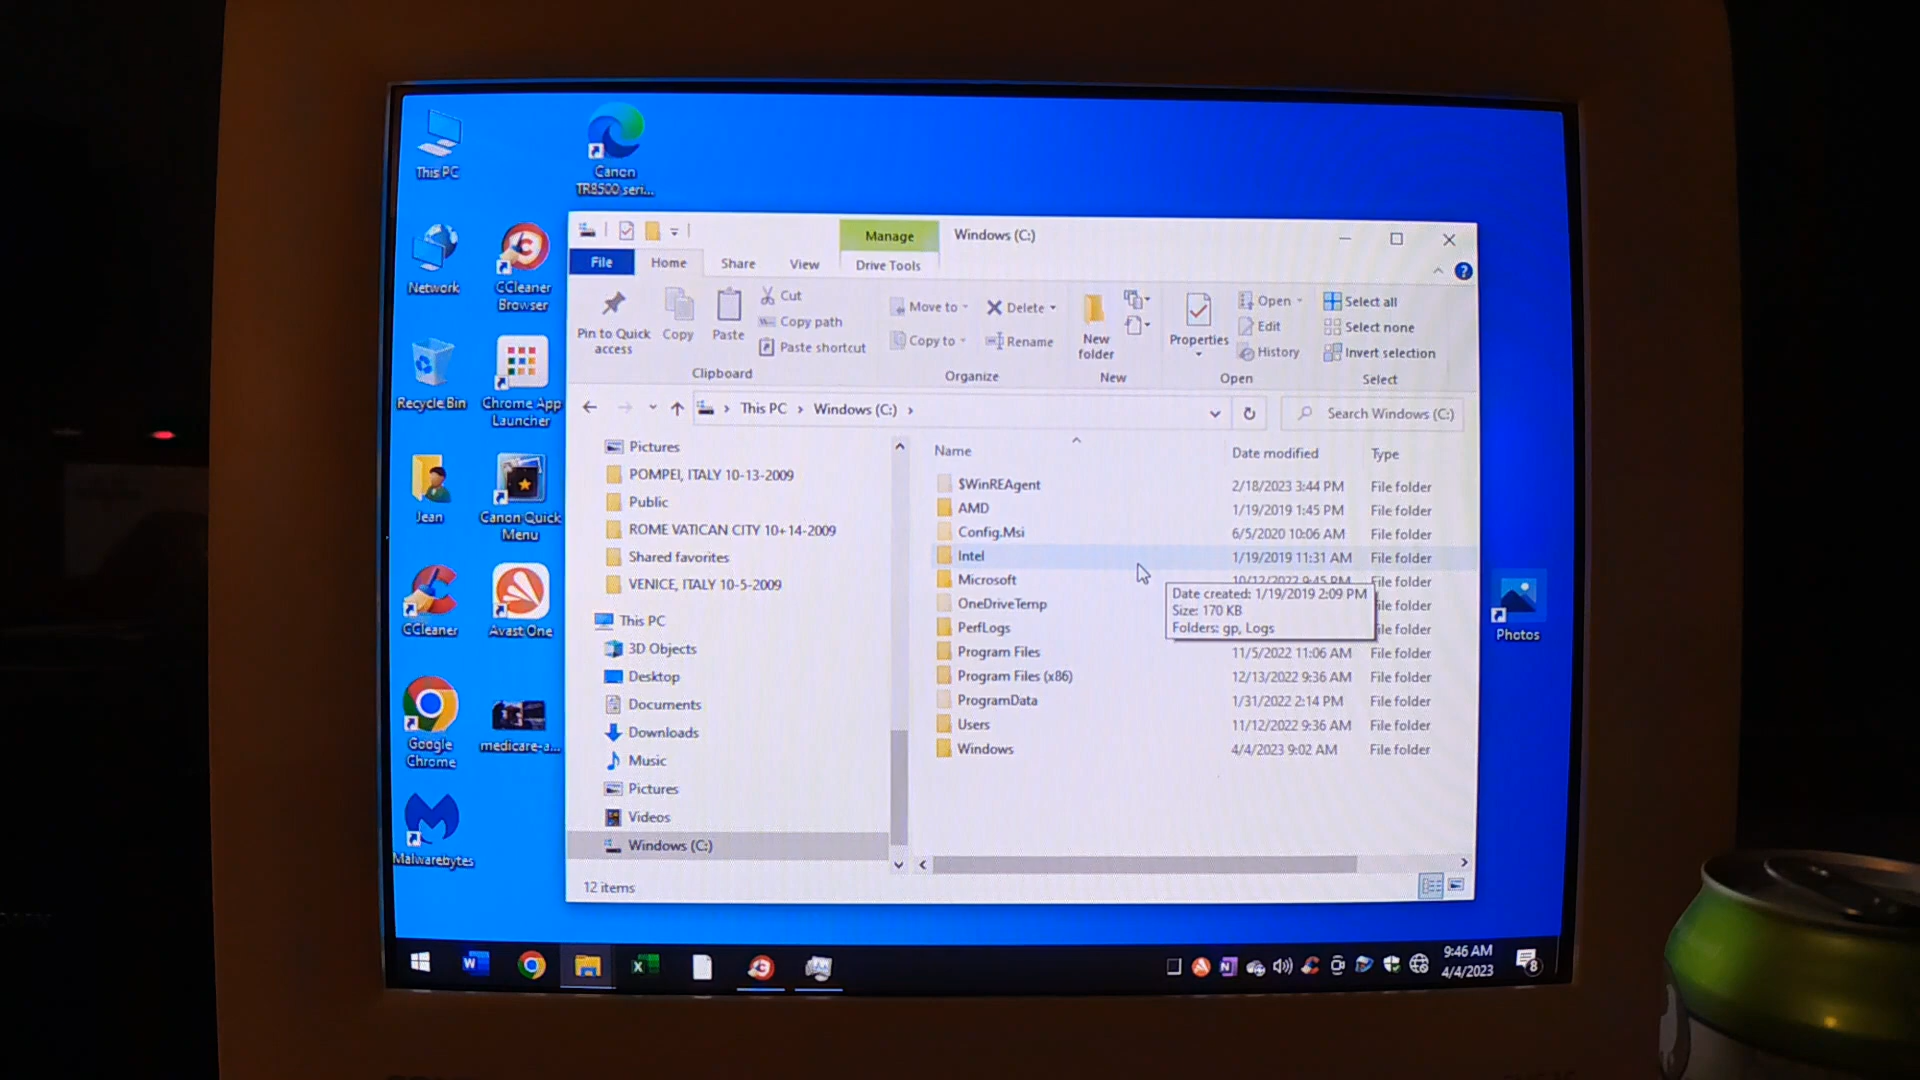 This PC
Canon
TR8500 seri...
Network
CCleaner
Browser
Recycle Bin
Chrome App
Launcher
Jean
Canon Quick
Menu
CCleaner
Avast One
Google
Chrome
medicare-a...
Malwarebytes
Photos
Manage
Windows (C:)
File
Home
Share
View
Drive Tools
Pin to Quick
access
Copy
Paste
Cut
Copy path
Paste shortcut
Clipboard
Move to
Copy to
Delete
Rename
Organize
New
folder
New
Properties
Open
Edit
History
Open
Select all
Select none
Invert selection
Select
This PC > Windows (C:) >
Search Windows (C:)
Pictures
POMPEI, ITALY 10-13-2009
Public
ROME VATICAN CITY 10+14-2009
Shared favorites
VENICE, ITALY 10-5-2009
This PC
3D Objects
Desktop
Documents
Downloads
Music
Pictures
Videos
Windows (C:)
Name Date modified Type
$WinREAgent 2/18/2023 3:44 PM File folder
AMD 1/19/2019 1:45 PM File folder
Config.Msi 6/5/2020 10:06 AM File folder
Intel 1/19/2019 11:31 AM File folder
Microsoft 10/12/2022 9:45 PM File folder
OneDriveTemp file folder
PerfLogs file folder
Program Files 11/5/2022 11:06 AM File folder
Program Files (x86) 12/13/2022 9:36 AM File folder
ProgramData 1/31/2022 2:14 PM File folder
Users 11/12/2022 9:36 AM File folder
Windows 4/4/2023 9:02 AM File folder
Date created: 1/19/2019 2:09 PM
Size: 170 KB
Folders: gp, Logs
12 items
9:46 AM
4/4/2023
8